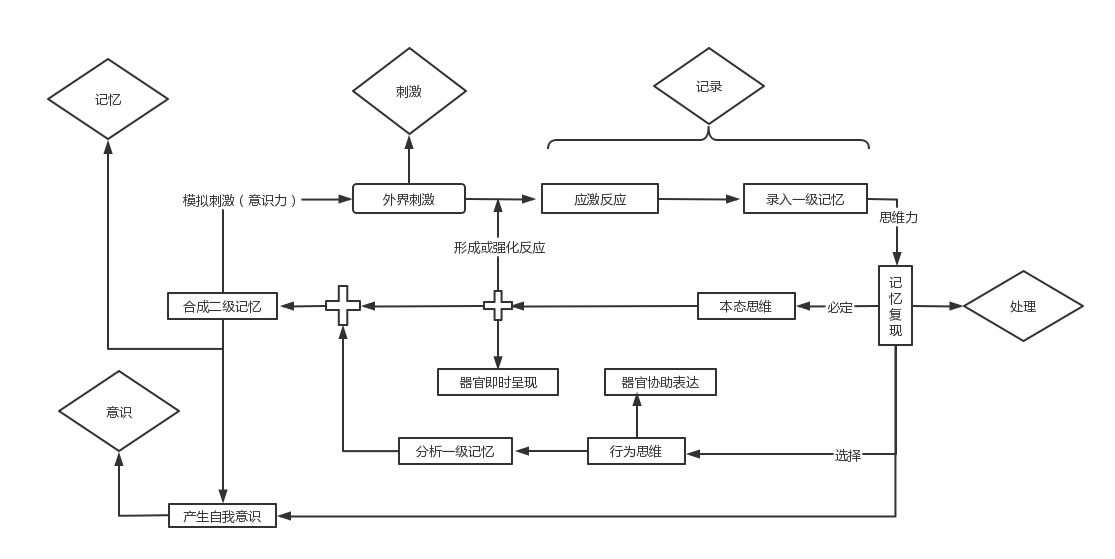 刺激
记录
记忆
模拟刺激（意识力）
外界刺激
应激反应
录入一级记忆
思维力
形成或强化反应
记忆复现
合成二级记忆
本态思维
必定
处理
器官即时呈现
器官协助表达
意识
分析一级记忆
行为思维
选择
产生自我意识